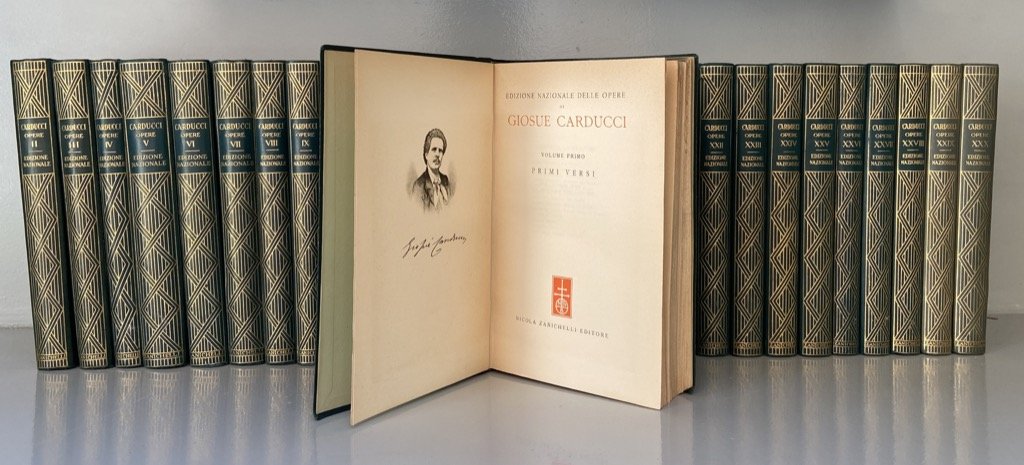 CARDUCCI
OPERE
II
EDIZIONE
NAZIONALE
CARDUCCI
OPERE
III
EDIZIONE
NAZIONALE
CARDUCCI
OPERE
IV
EDIZIONE
NAZIONALE
CARDUCCI
OPERE
V
EDIZIONE
NAZIONALE
ZANICHELLI
CARDUCCI
OPERE
VI
EDIZIONE
NAZIONALE
ZANICHELLI
CARDUCCI
OPERE
VII
EDIZIONE
NAZIONALE
CARDUCCI
OPERE
VIII
EDIZIONE
NAZIONALE
CARDUCCI
OPERE
IX
EDIZIONE
NAZIONALE
Giosuè Carducci
EDIZIONE NAZIONALE DELLE OPERE
DI
GIOSUE CARDUCCI
VOLUME PRIMO
PRIMI VERSI
NICOLA ZANICHELLI EDITORE
CARDUCCI
OPERE
XXII
EDIZIONE
NAZIONALE
CARDUCCI
OPERE
XXIII
EDIZIONE
NAZIONALE
CARDUCCI
OPERE
XXIV
EDIZIONE
NAZIONALE
CARDUCCI
OPERE
XXV
EDIZIONE
NAZIONALE
CARDUCCI
OPERE
XXVI
EDIZIONE
NAZIONALE
CARDUCCI
OPERE
XXVII
EDIZIONE
NAZIONALE
CARDUCCI
OPERE
XXVIII
EDIZIONE
NAZIONALE
CARDUCCI
OPERE
XXIX
EDIZIONE
NAZIONALE
CARDUCCI
OPERE
XXX
EDIZIONE
NAZIONALE